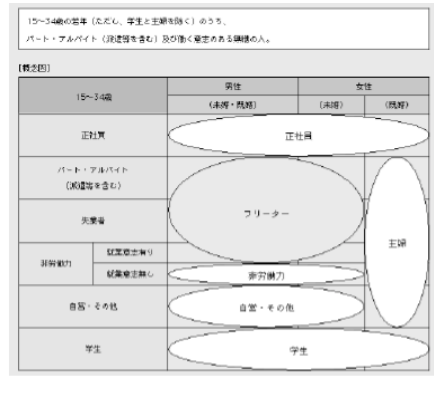 15〜34歳の若年（ただし、学生と主婦を除く）のうち、
パート・アルバイト（派遣等を含む）及び働く意志のある無職の人。
[概念図]
15〜34歳
男性
女性
（未婚・既婚）
（未婚）
（既婚）
正社員
正社員
パート・アルバイト
（派遣等を含む）
フリーター
失業者
主婦
非労働力
就業意志有り
就業意志無し
非労働力
自営・その他
自営・その他
学生
学生